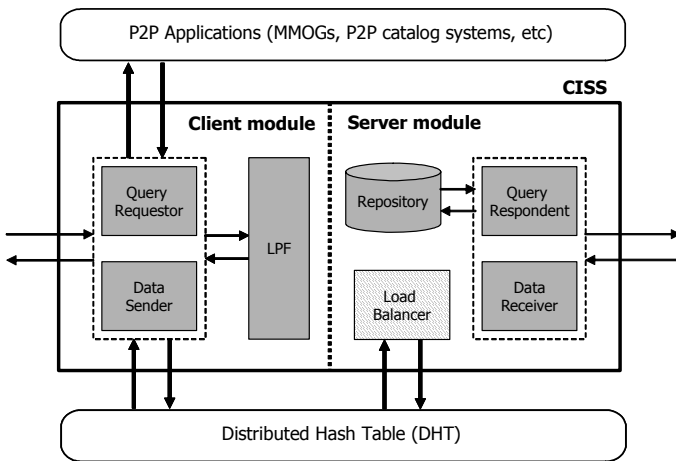 P2P Applications (MMOGs, P2P catalog systems, etc)
CISS
Client module
Server module
Query
Requestor
Data
Sender
LPF
Repository
Load
Balancer
Query
Respondent
Data
Receiver
Distributed Hash Table (DHT)